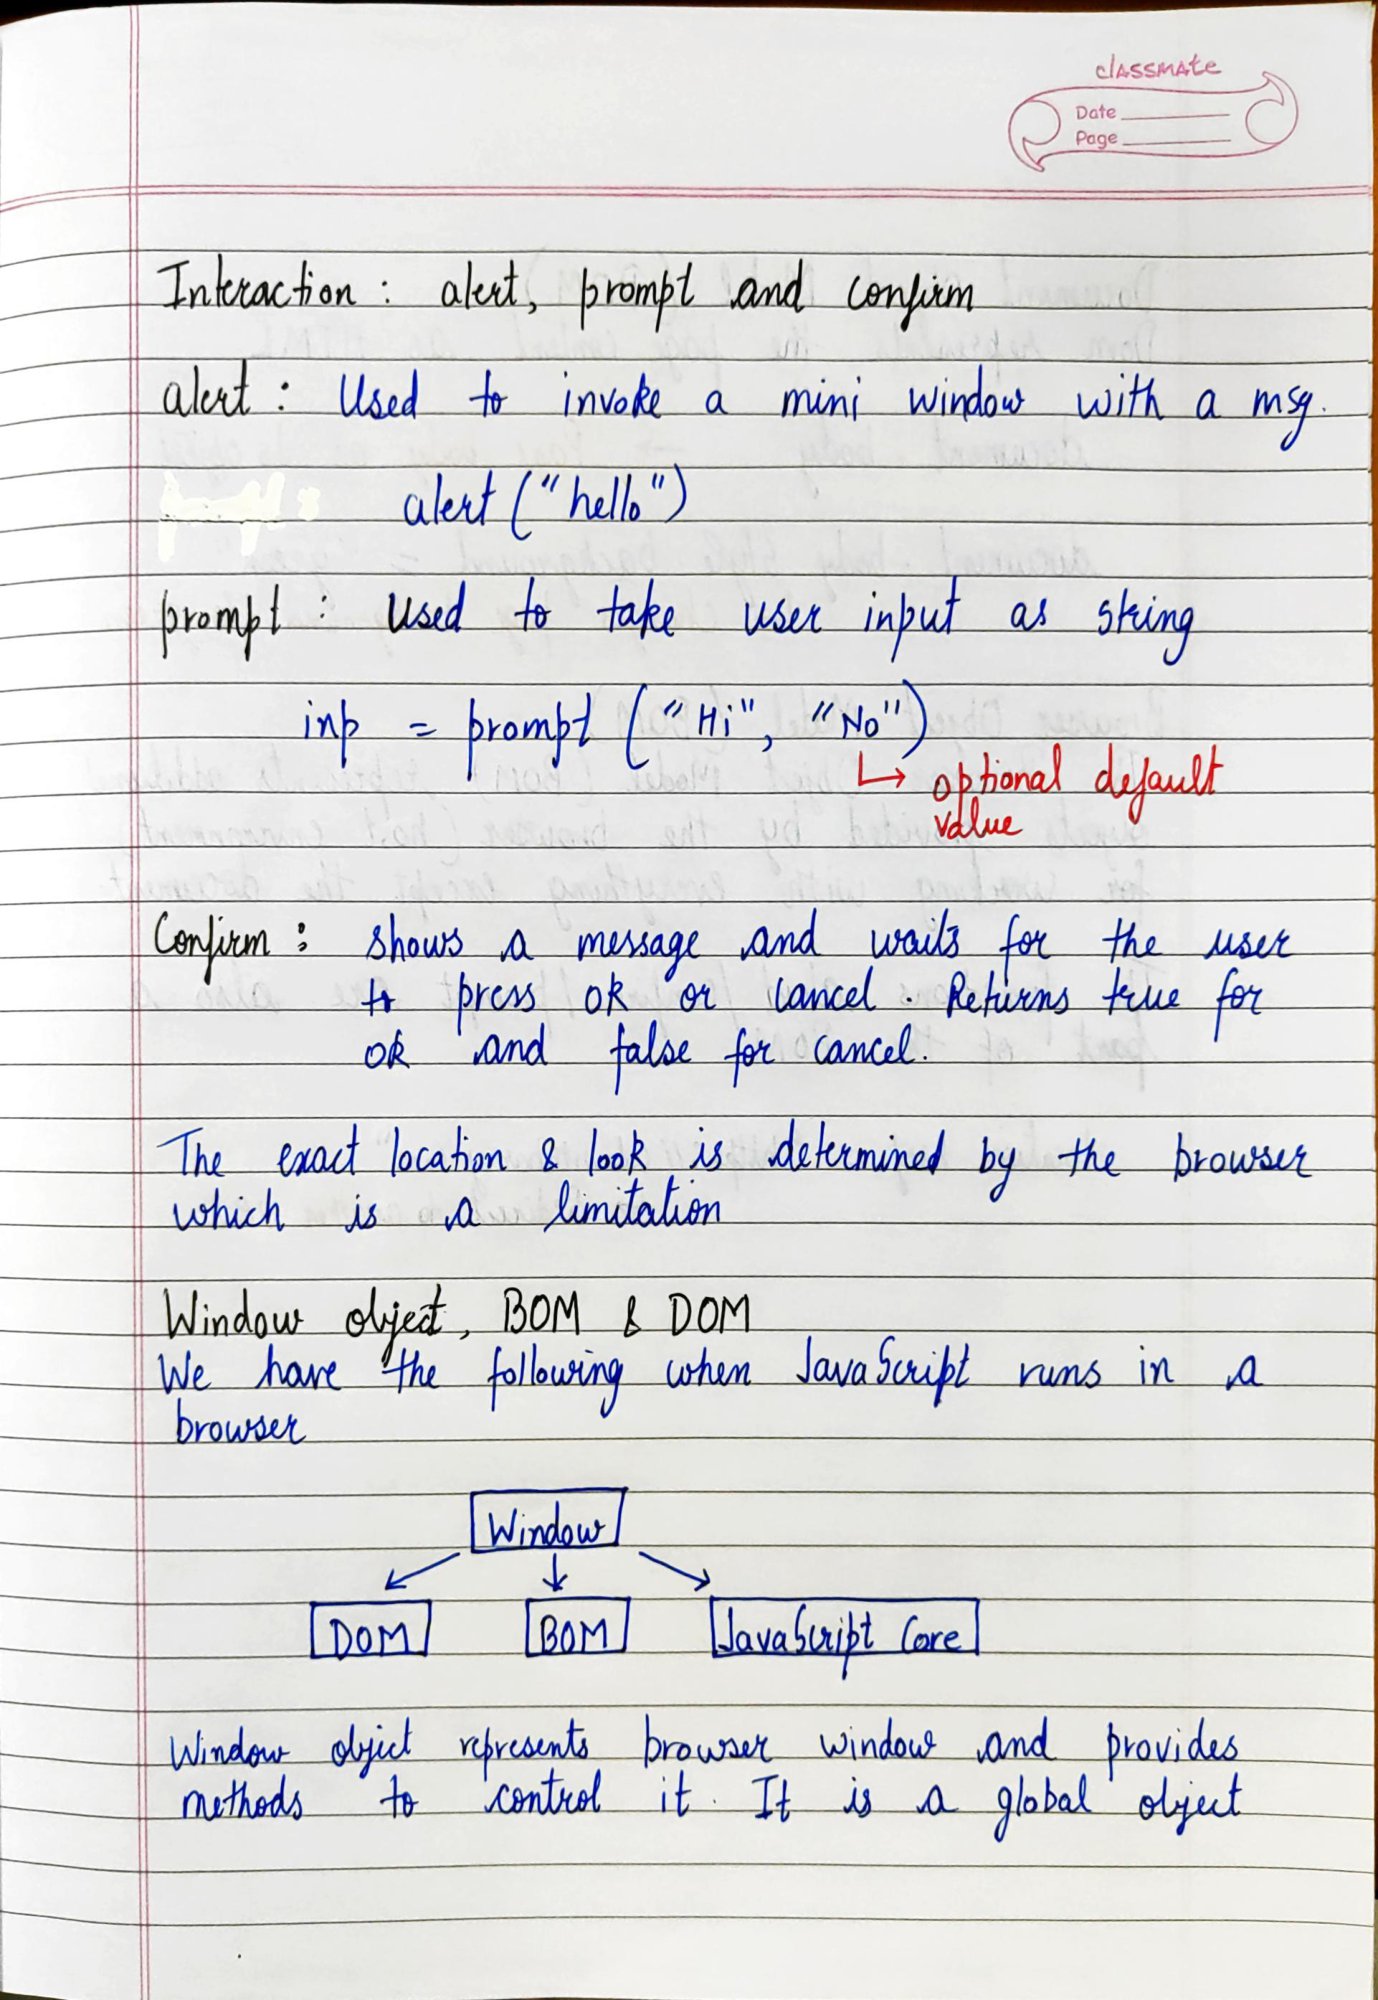 classmate
Date
Page
Interaction : alert, prompt and confirm
alert : Used to invoke a mini window with a msg.
alert ("hello")
prompt : Used to take user input as string
inp = prompt ("Hi", "No")
optional default
value
Confirm : shows a message and waits for the user
to press ok or cancel. Returns true for
ok and false for cancel.
The exact location & look is determined by the browser
which is a limitation
Window object, BOM & DOM
We have the following when JavaScript runs in a
browser
Window
DOM BOM JavaScript Core
Window object represents browser window and provides
methods to control it. It is a global object